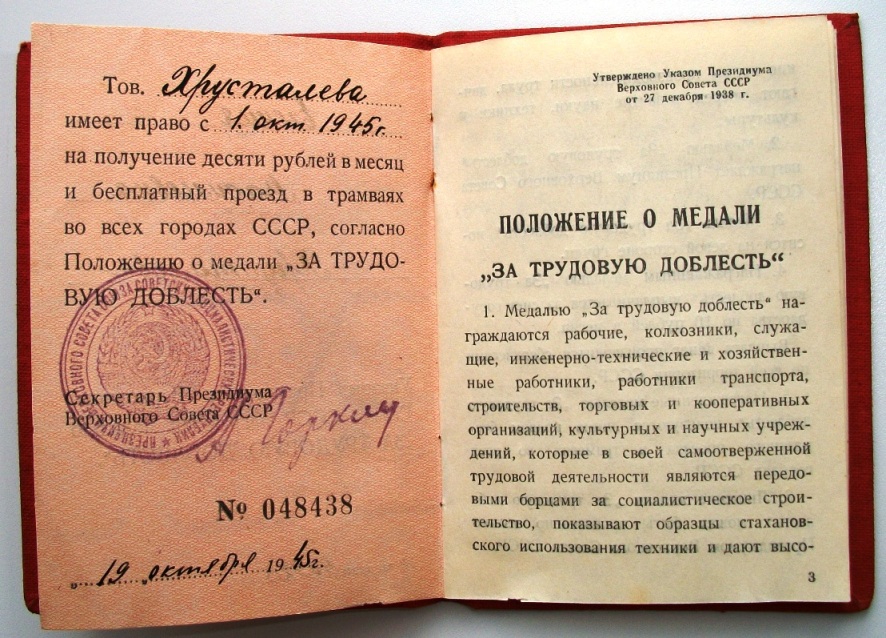 Тов. Хрусталева
имеет право с 1. окт 1945г.
на получение десяти рублей в месяц
и бесплатный проезд в трамваях
во всех городах СССР, согласно
Положению о медали „ЗА ТРУДО-
ВУЮ ДОБЛЕСТЬ“.
Секретарь Президиума
Верховного Совета СССР
А Горкин
№ 048438
„19 „октября 1945г.
Утверждено Указом Президиума
Верховного Совета СССР
от 27 декабря 1938 г.
ПОЛОЖЕНИЕ О МЕДАЛИ
„ЗА ТРУДОВУЮ ДОБЛЕСТЬ“
1. Медалью „За трудовую доблесть“ на-
граждаются рабочие, колхозники, служа-
щие, инженерно-технические и хозяйствен-
ные работники, работники транспорта,
строительств, торговых и кооперативных
организаций, культурных и научных учреж-
дений, которые в своей самоотверженной
трудовой деятельности являются передо-
выми борцами за социалистическое строи-
тельство, показывают образцы стаханов-
ского использования техники и дают высо-
3